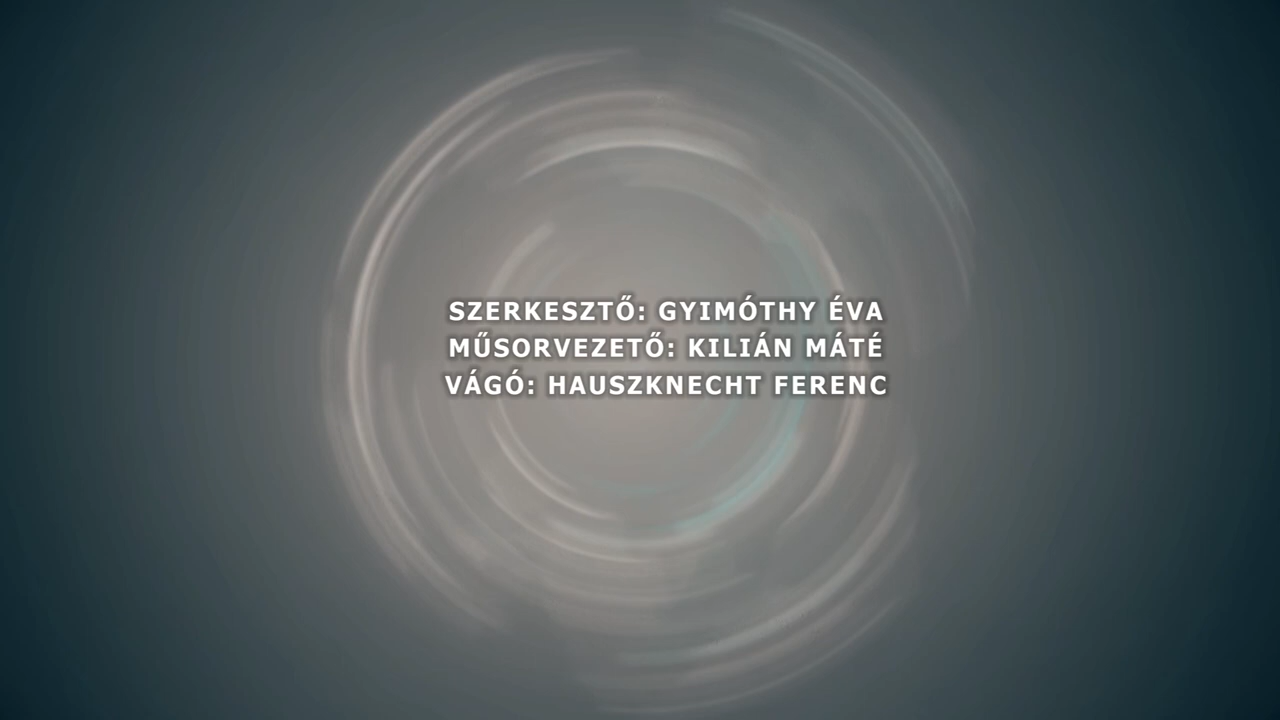 SZERKESZTŐ: GYIMÓTHY ÉVA
MŰSORVEZETŐ: KILIÁN MÁTÉ
VÁGÓ: HAUSZKNECHT FERENC